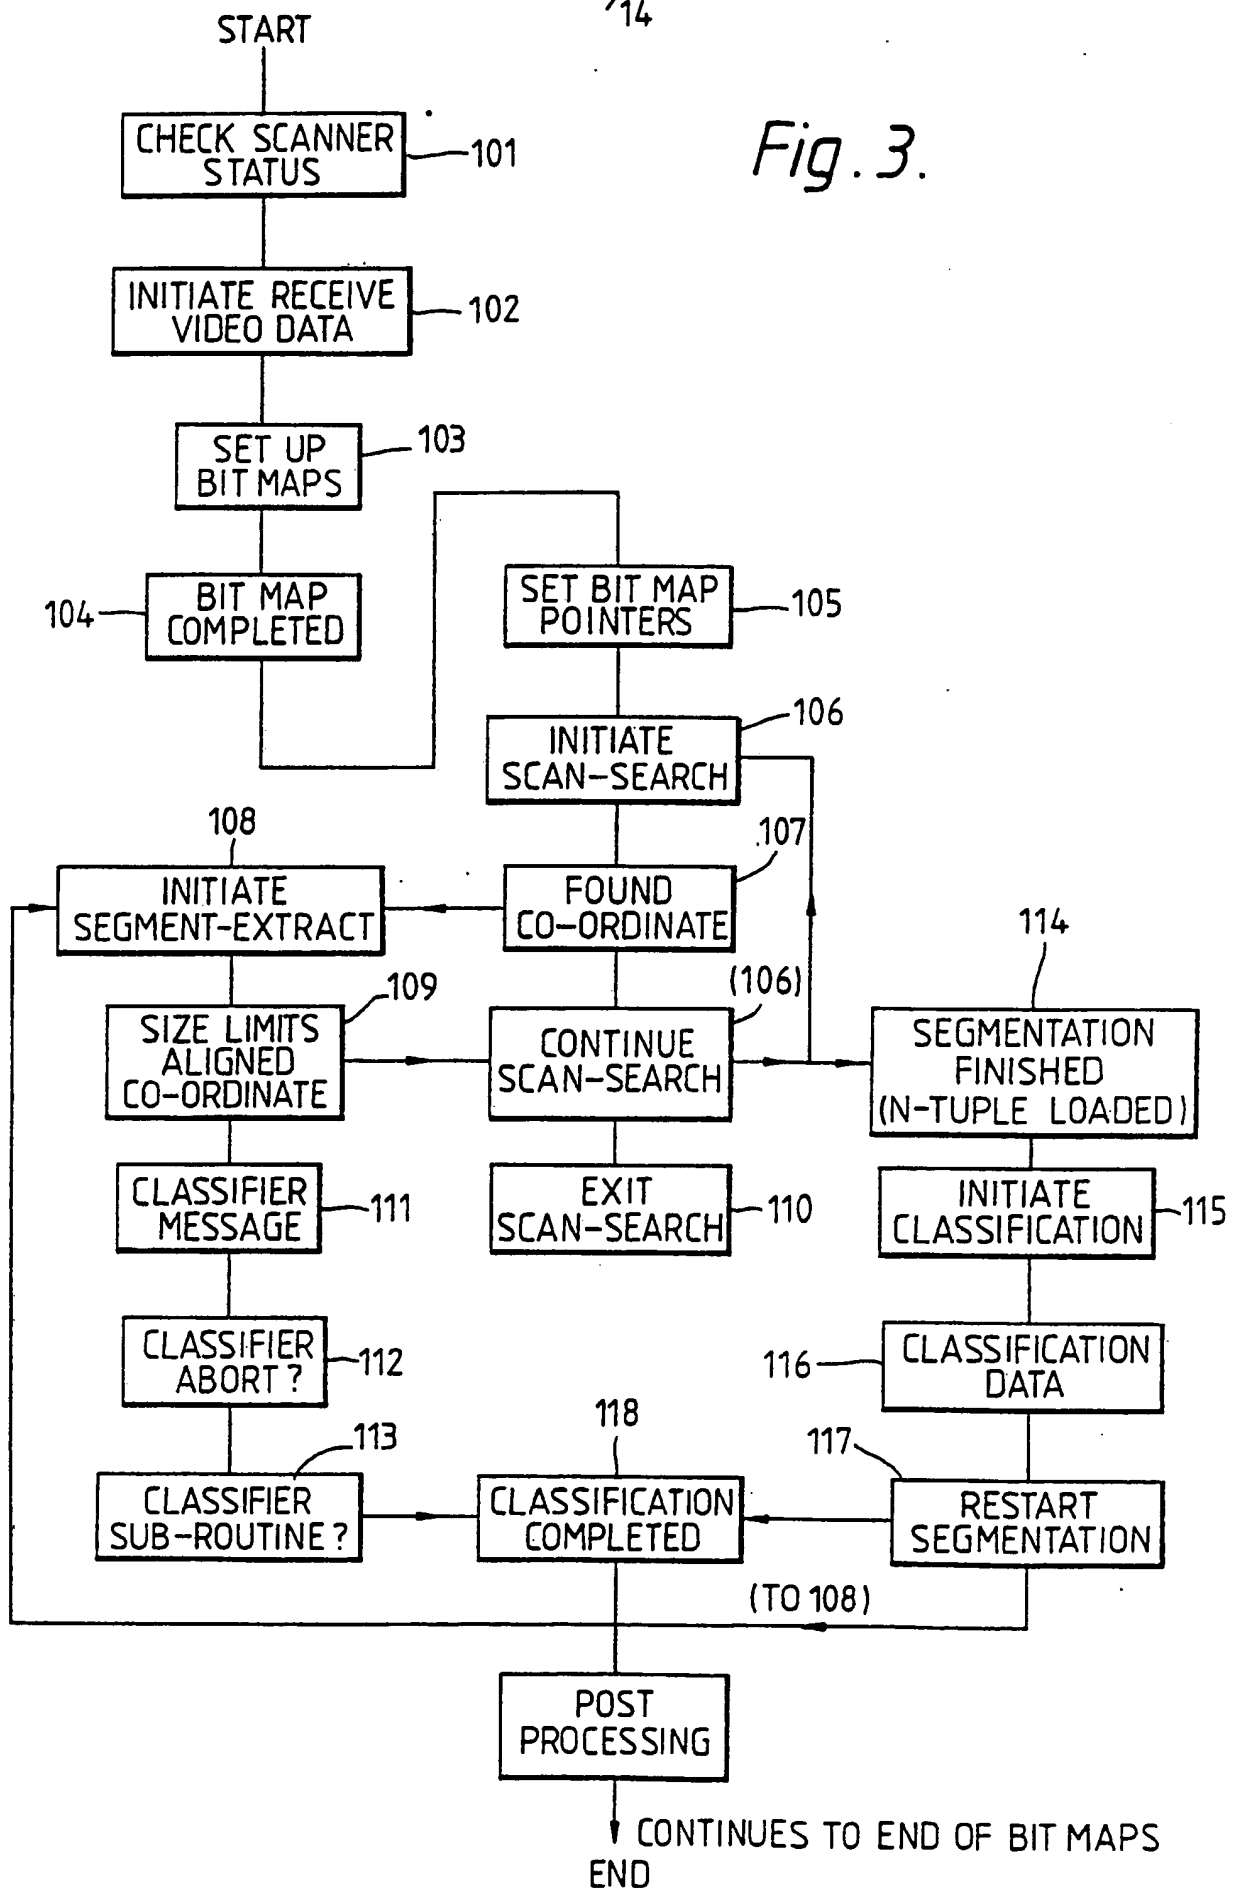 14
START
Fig. 3.
CHECK SCANNER
STATUS
101
INITIATE RECEIVE
VIDEO DATA
102
SET UP
BIT MAPS
103
BIT MAP
COMPLETED
104
SET BIT MAP
POINTERS
105
INITIATE
SCAN-SEARCH
106
FOUND
CO-ORDINATE
107
108
INITIATE
SEGMENT-EXTRACT
SIZE LIMITS
ALIGNED
CO-ORDINATE
109
(106)
CONTINUE
SCAN-SEARCH
114
SEGMENTATION
FINISHED
(N-TUPLE LOADED)
CLASSIFIER
MESSAGE
111
EXIT
SCAN-SEARCH
110
INITIATE
CLASSIFICATION
115
CLASSIFIER
ABORT ?
112
116
CLASSIFICATION
DATA
113
CLASSIFIER
SUB-ROUTINE ?
118
CLASSIFICATION
COMPLETED
117
RESTART
SEGMENTATION
(TO 108)
POST
PROCESSING
CONTINUES TO END OF BIT MAPS
END